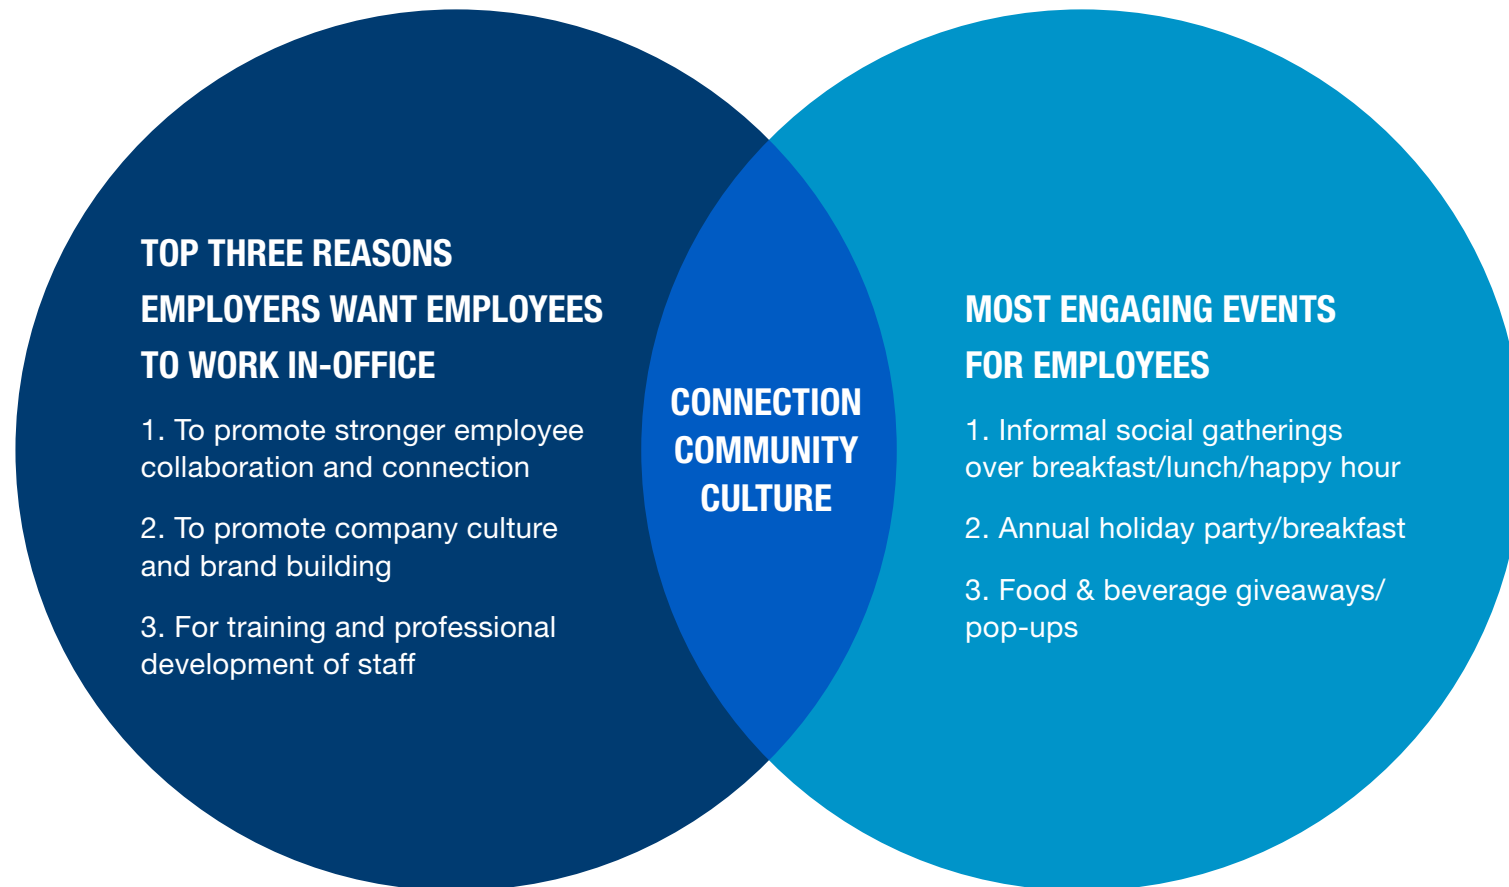 TOP THREE REASONS
EMPLOYERS WANT EMPLOYEES
TO WORK IN-OFFICE
1. To promote stronger employee
collaboration and connection
2. To promote company culture
and brand building
3. For training and professional
development of staff
CONNECTION
COMMUNITY
CULTURE
MOST ENGAGING EVENTS
FOR EMPLOYEES
1. Informal social gatherings
over breakfast/lunch/happy hour
2. Annual holiday party/breakfast
3. Food & beverage giveaways/
pop-ups